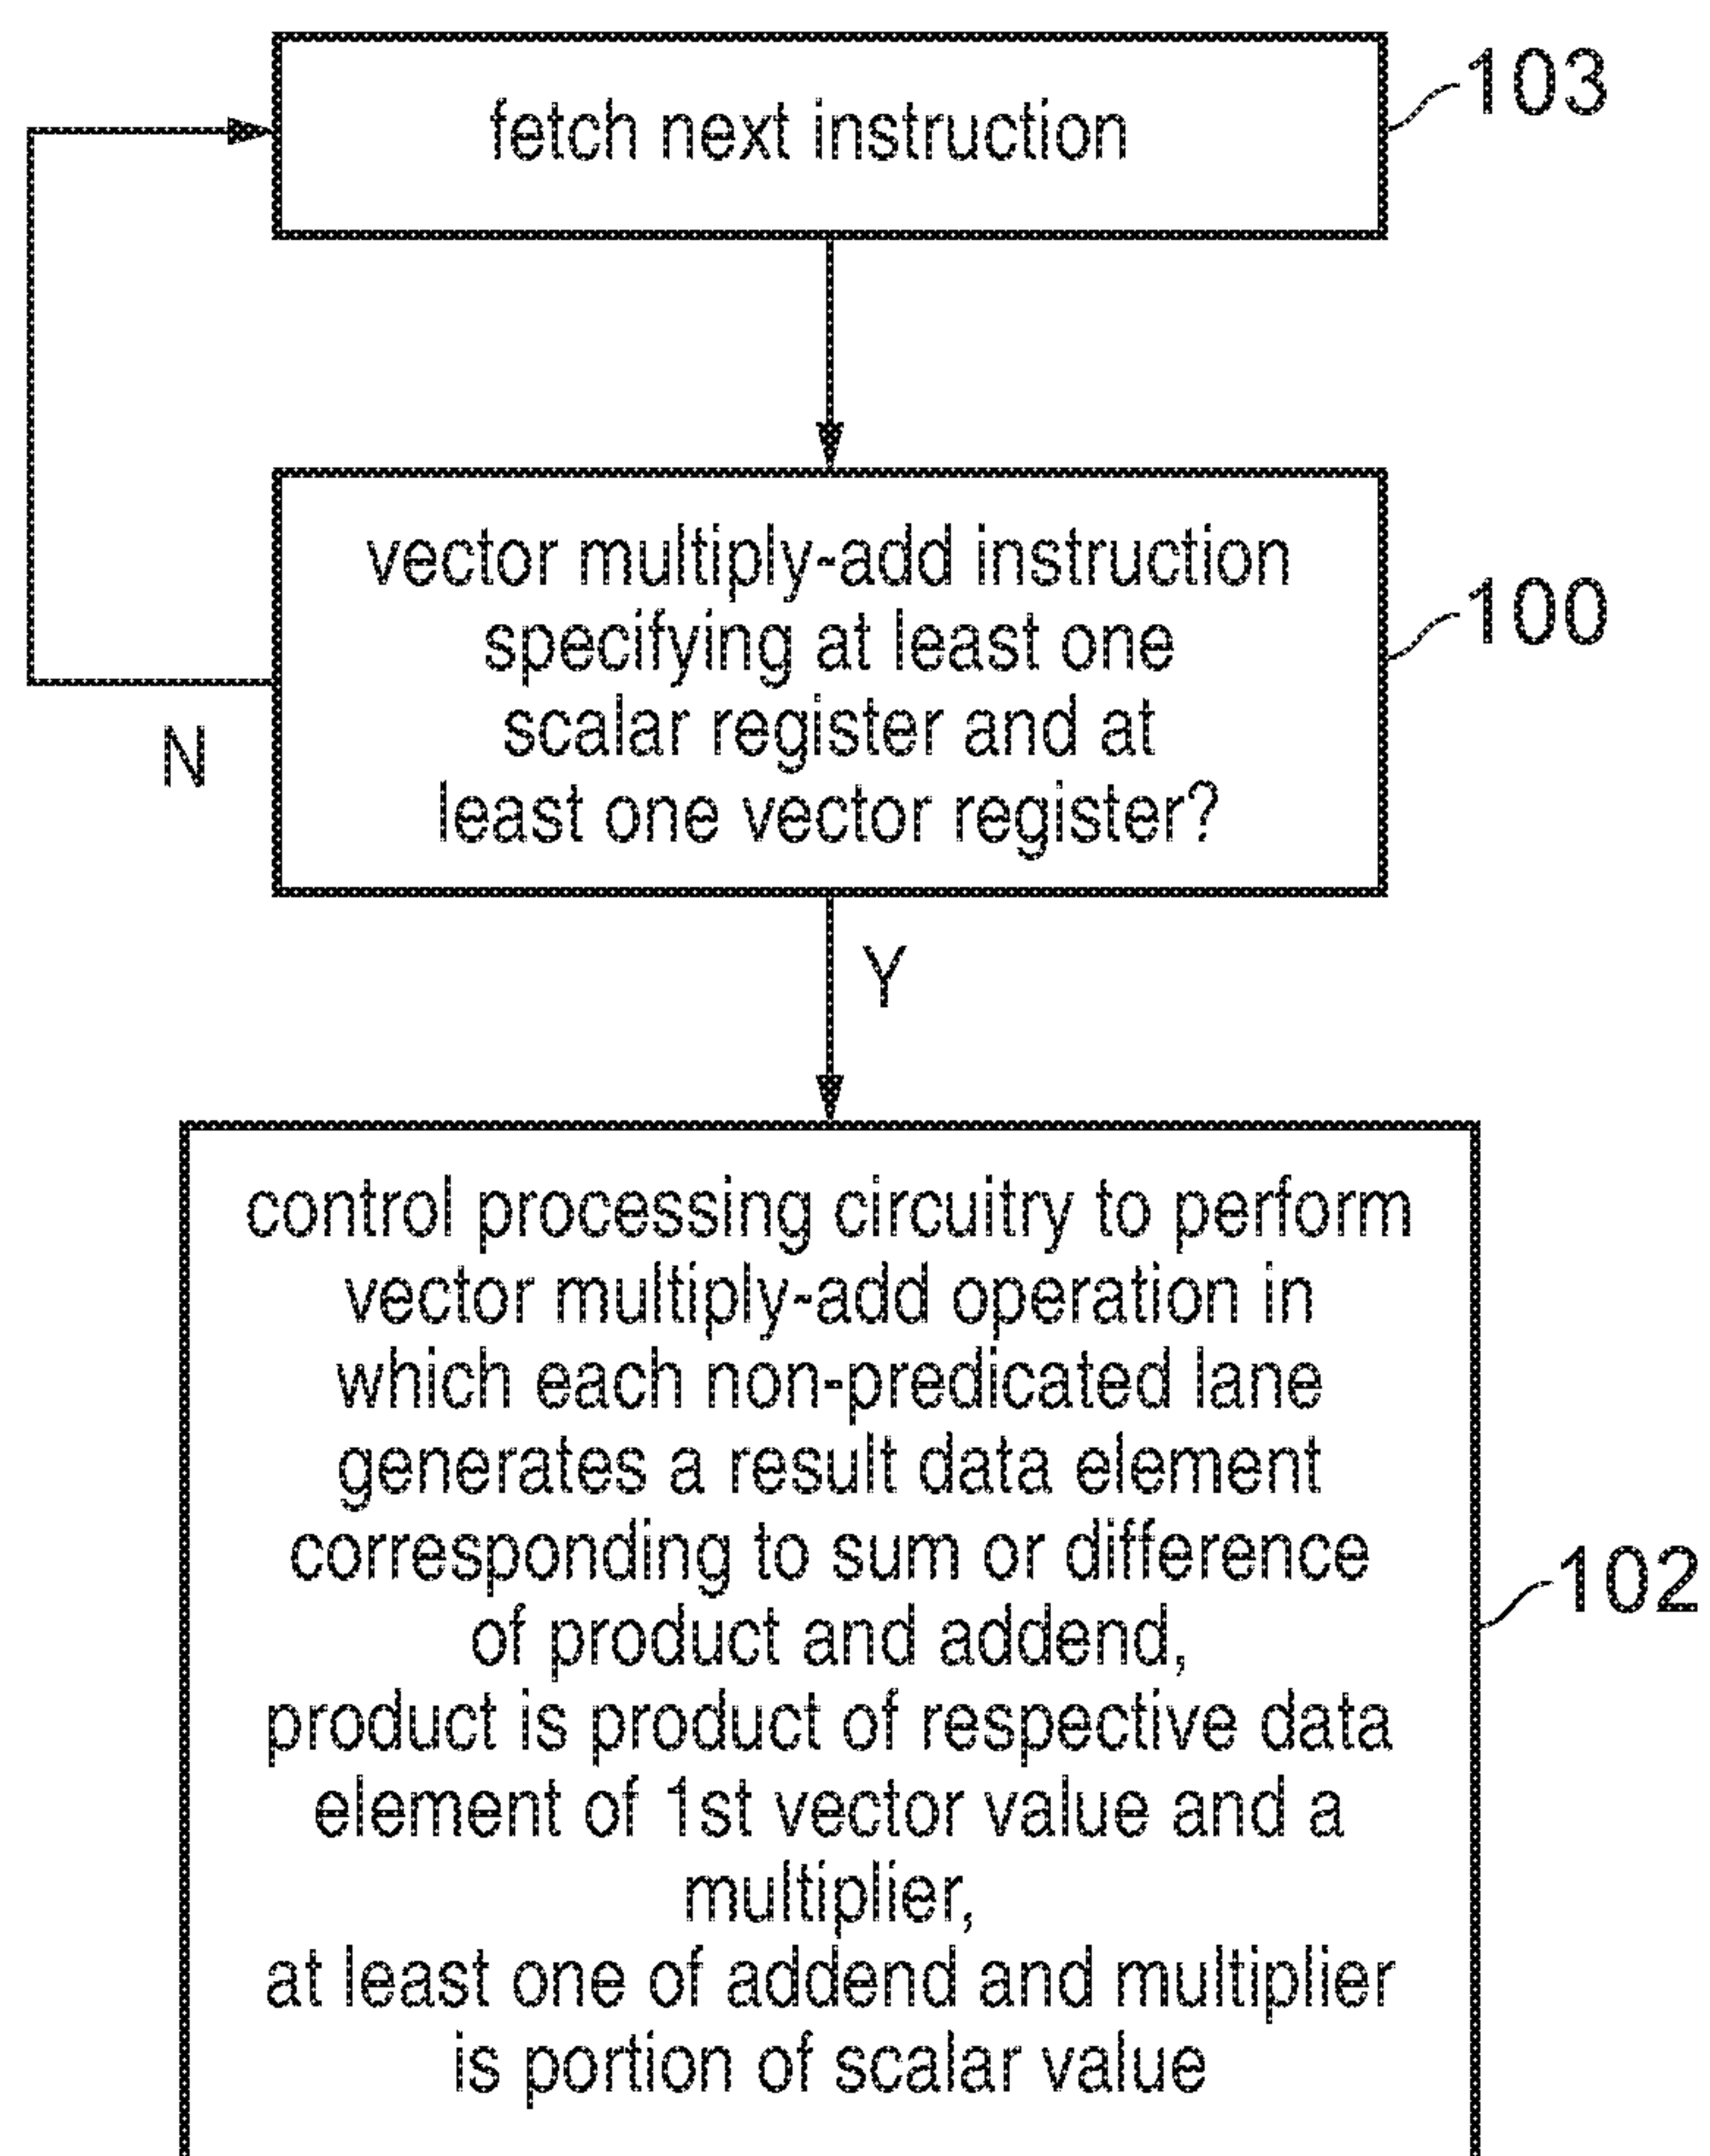 fetch next instruction
103
vector multiply-add instruction
specifying at least one
scalar register and at
least one vector register?
100
N
Y
control processing circuitry to perform
vector multiply-add operation in
which each non-predicated lane
generates a result data element
corresponding to sum or difference
of product and addend,
product is product of respective data
element of 1st vector value and a
multiplier,
at least one of addend and multiplier
is portion of scalar value
102